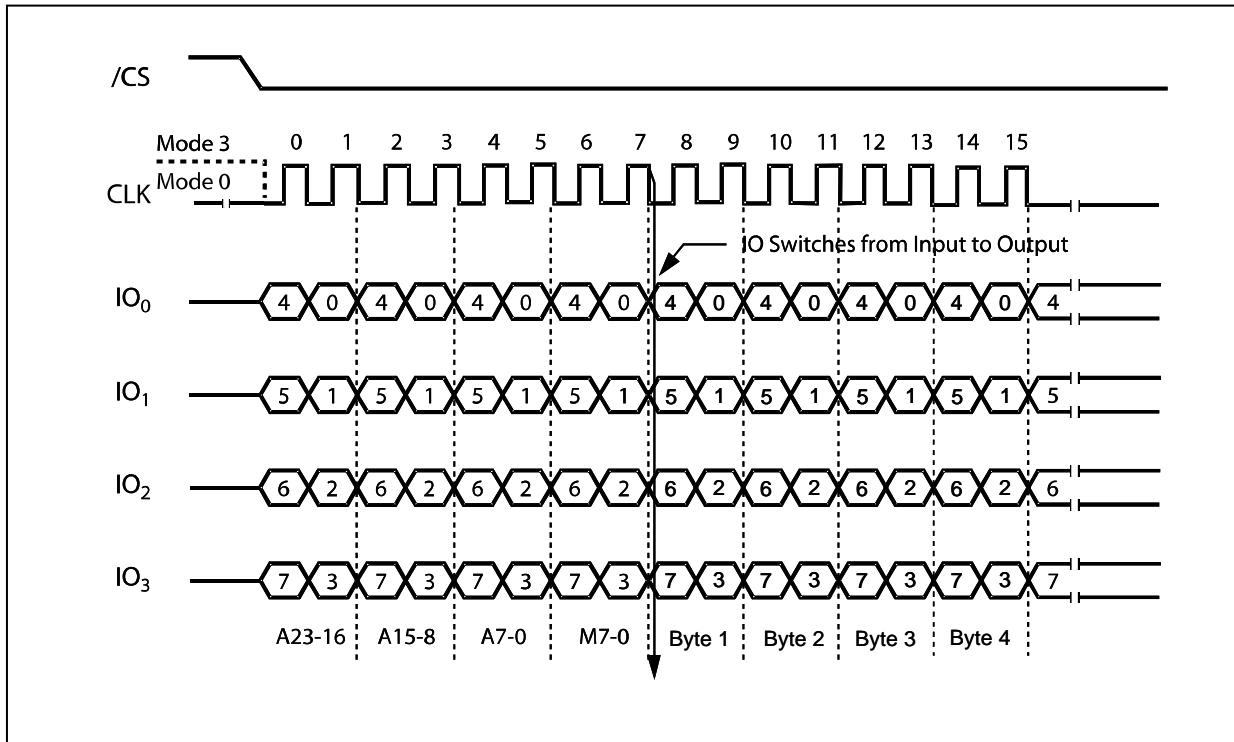 /CS
Mode 3
0 1 2 3 4 5 6 7 8 9 10 11 12 13 14 15
CLK
Mode 0
IO Switches from Input to Output
IO0 4 0 4 0 4 0 4 0 4 0 4 0 4 0 4 0 4
IO1 5 1 5 1 5 1 5 1 5 1 5 1 5 1 5 1 5
IO2 6 2 6 2 6 2 6 2 6 2 6 2 6 2 6 2 6
IO3 7 3 7 3 7 3 7 3 7 3 7 3 7 3 7 3 7
A23-16 A15-8 A7-0 M7-0 Byte 1 Byte 2 Byte 3 Byte 4